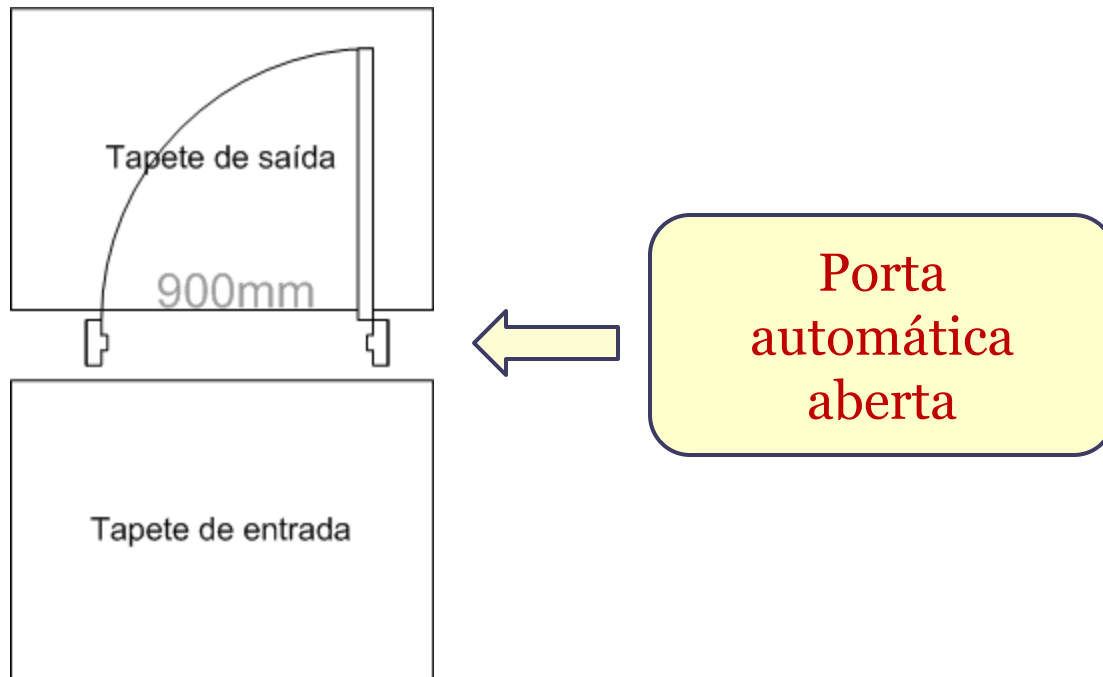 Tapete de saída
900mm
Porta
automática
aberta
Tapete de entrada